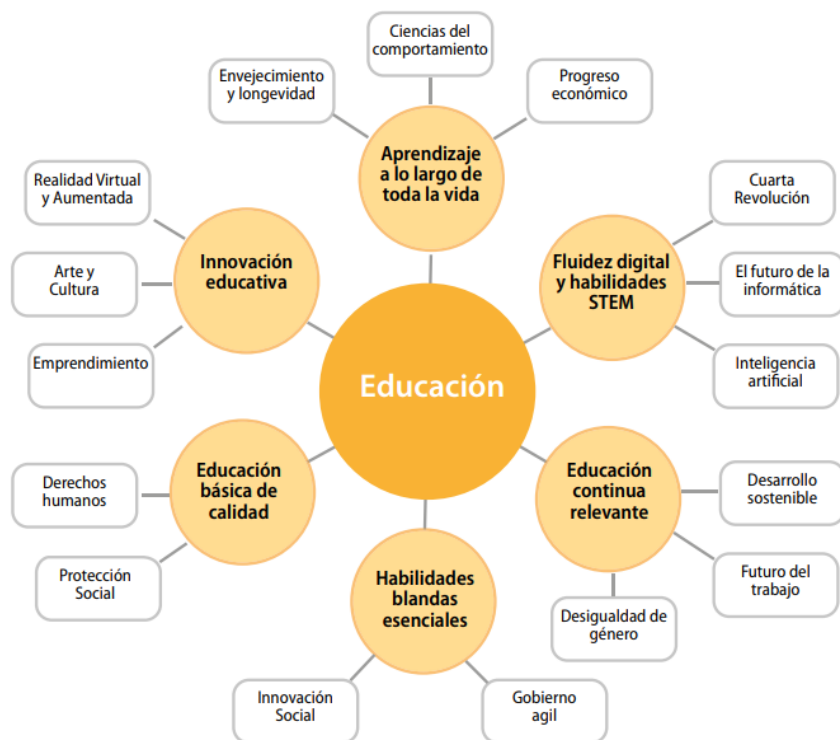 Ciencias del
comportamiento
Envejecimiento
y longevidad
Progreso
económico
Aprendizaje
a lo largo de
toda la vida
Realidad Virtual
y Aumentada
Arte y
Cultura
Emprendimiento
Innovación
educativa
Fluidez digital
y habilidades
STEM
Cuarta
Revolución
El futuro de la
informática
Inteligencia
artificial
Educación
Educación
básica de
calidad
Derechos
humanos
Protección
Social
Habilidades
blandas
esenciales
Innovación
Social
Gobierno
agil
Educación
continua
relevante
Desarrollo
sostenible
Futuro del
trabajo
Desigualdad de
género